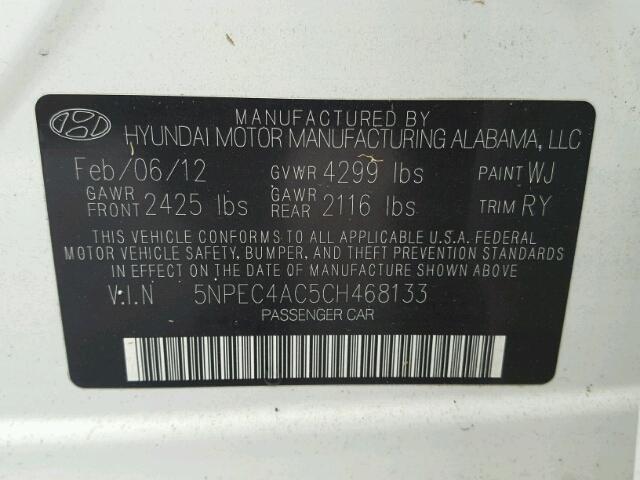 MANUFACTURED BY
HYUNDAI MOTOR MANUFACTURING ALABAMA, LLC
Feb/06/12 GVWR 4299 lbs PAINT WJ
GAWR FRONT 2425 lbs GAWR REAR 2116 lbs TRIM RY
THIS VEHICLE CONFORMS TO ALL APPLICABLE U.S.A. FEDERAL
MOTOR VEHICLE SAFETY, BUMPER, AND THEFT PREVENTION STANDARDS
IN EFFECT ON THE DATE OF MANUFACTURE SHOWN ABOVE
V.I.N 5NPEC4AC5CH468133
PASSENGER CAR